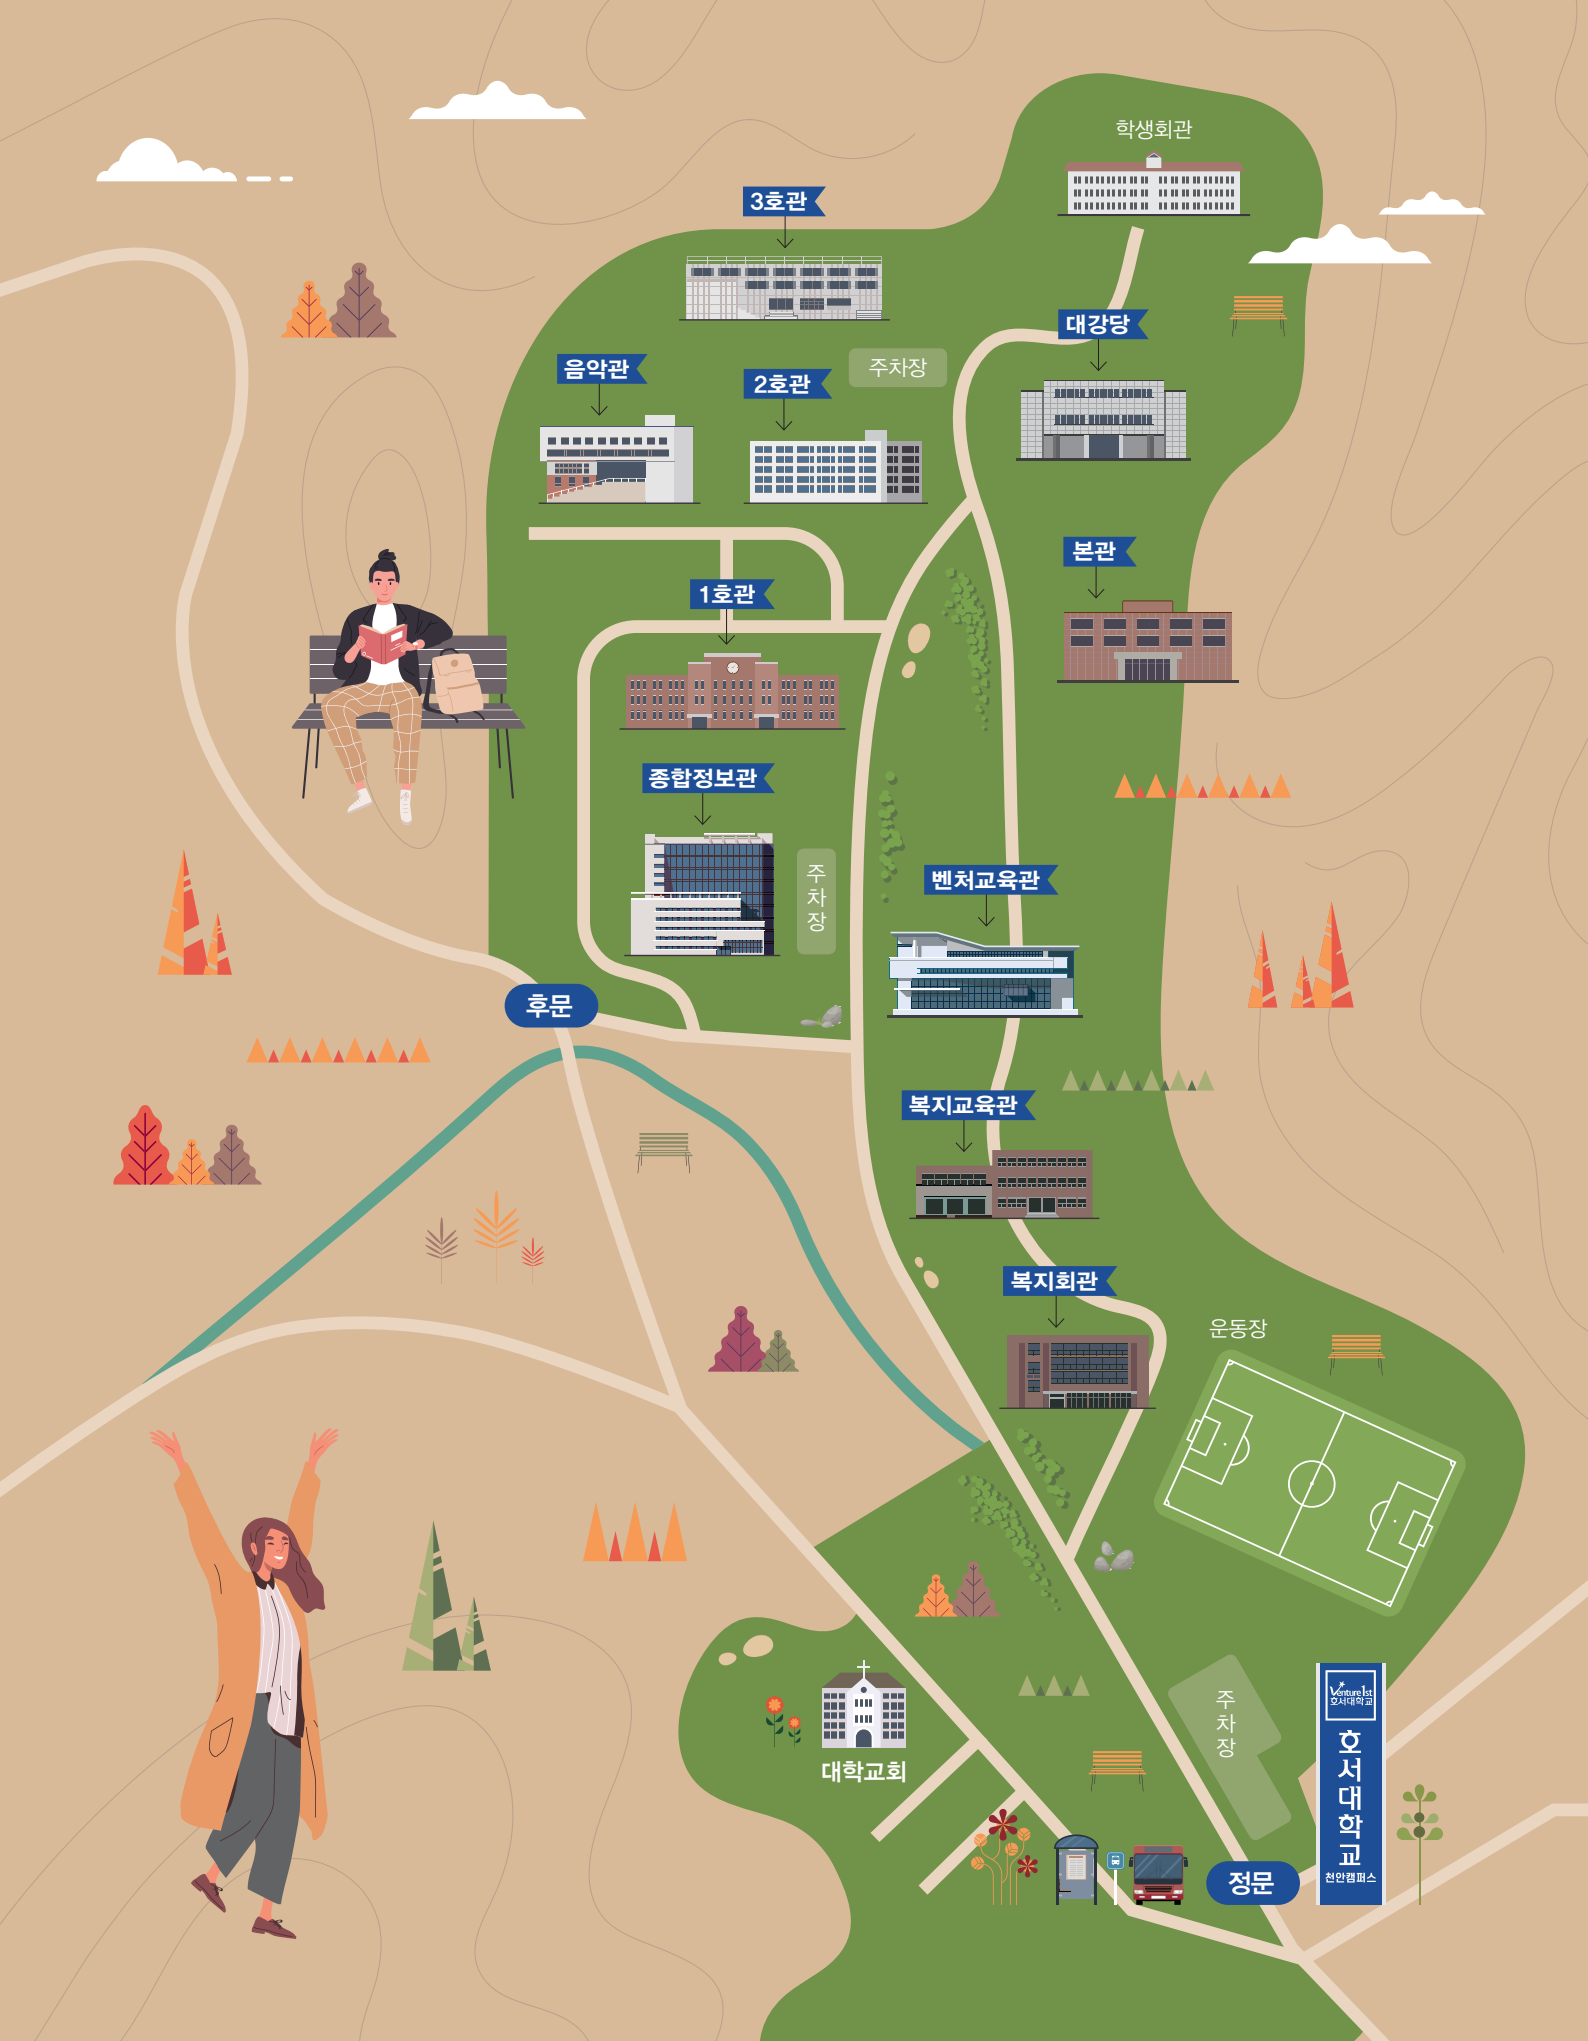 학생회관
3호관
대강당
주차장
음악관
2호관
본관
1호관
종합정보관
주
차
장
벤처교육관
후문
복지교육관
복지회관
운동장
Venture1st
호서대학교
주
차
장
호
서
대
학
교
천안캠퍼스
대학교회
정문